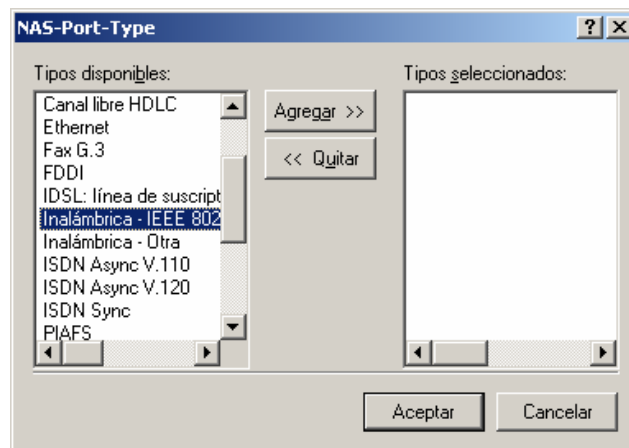 NAS-Port-Type
Tipos disponibles:
Tipos seleccionados:
Canal libre HDLC
Ethernet
Fax G.3
FDDI
IDSL: línea de suscript
Inalámbrica - IEEE 802
Inalámbrica - Otra
ISDN Async V.110
ISDN Async V.120
ISDN Sync
PIAFS
Agregar >>
<< Quitar
Aceptar
Cancelar